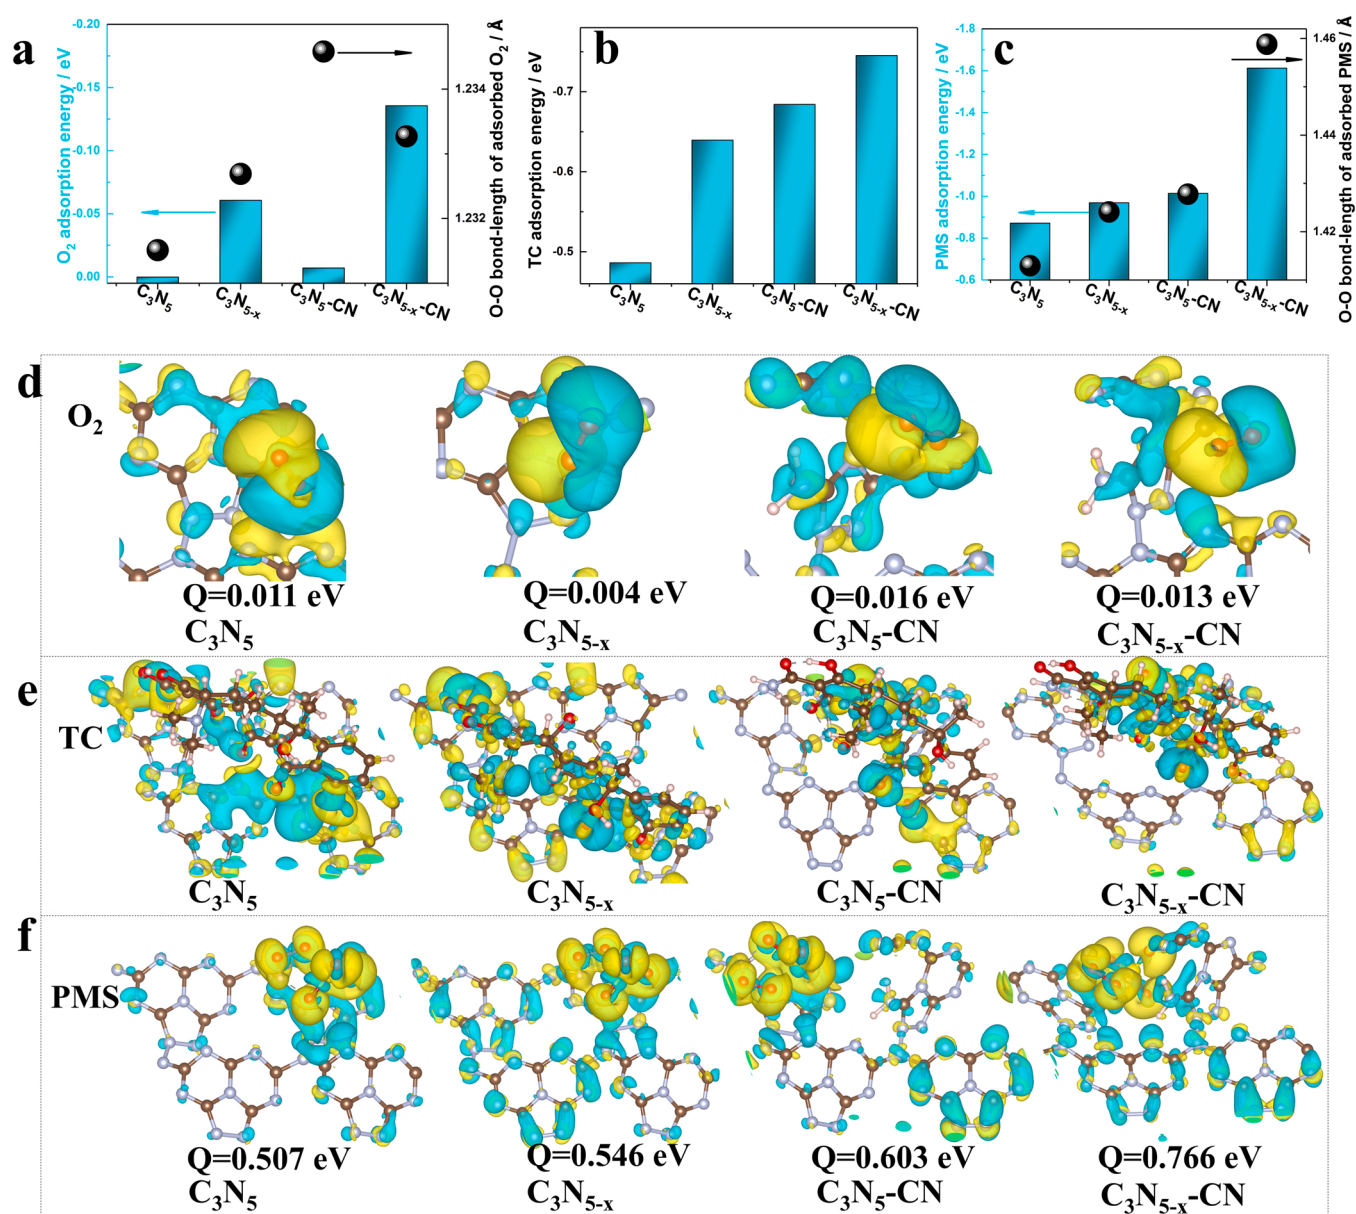 a
O₂ adsorption energy / eV
-0.20
-0.15
-0.10
-0.05
0.00
C₃N₅
C₃N₅₋ₓ
C₃N₅-CN
C₃N₅₋ₓ-CN
1.234
1.232
O-O bond-length of adsorbed O₂ / Å
b
TC adsorption energy / eV
-0.7
-0.6
-0.5
C₃N₅
C₃N₅₋ₓ
C₃N₅-CN
C₃N₅₋ₓ-CN
c
PMS adsorption energy / eV
-1.8
-1.6
-1.4
-1.2
-1.0
-0.8
-0.6
C₃N₅
C₃N₅₋ₓ
C₃N₅-CN
C₃N₅₋ₓ-CN
1.46
1.44
1.42
O-O bond-length of adsorbed PMS / Å
d
O₂
Q=0.011 eV
Q=0.004 eV
Q=0.016 eV
Q=0.013 eV
C₃N₅
C₃N₅₋ₓ
C₃N₅-CN
C₃N₅₋ₓ-CN
e
TC
C₃N₅
C₃N₅₋ₓ
C₃N₅-CN
C₃N₅₋ₓ-CN
f
PMS
Q=0.507 eV
Q=0.546 eV
Q=0.603 eV
Q=0.766 eV
C₃N₅
C₃N₅₋ₓ
C₃N₅-CN
C₃N₅₋ₓ-CN